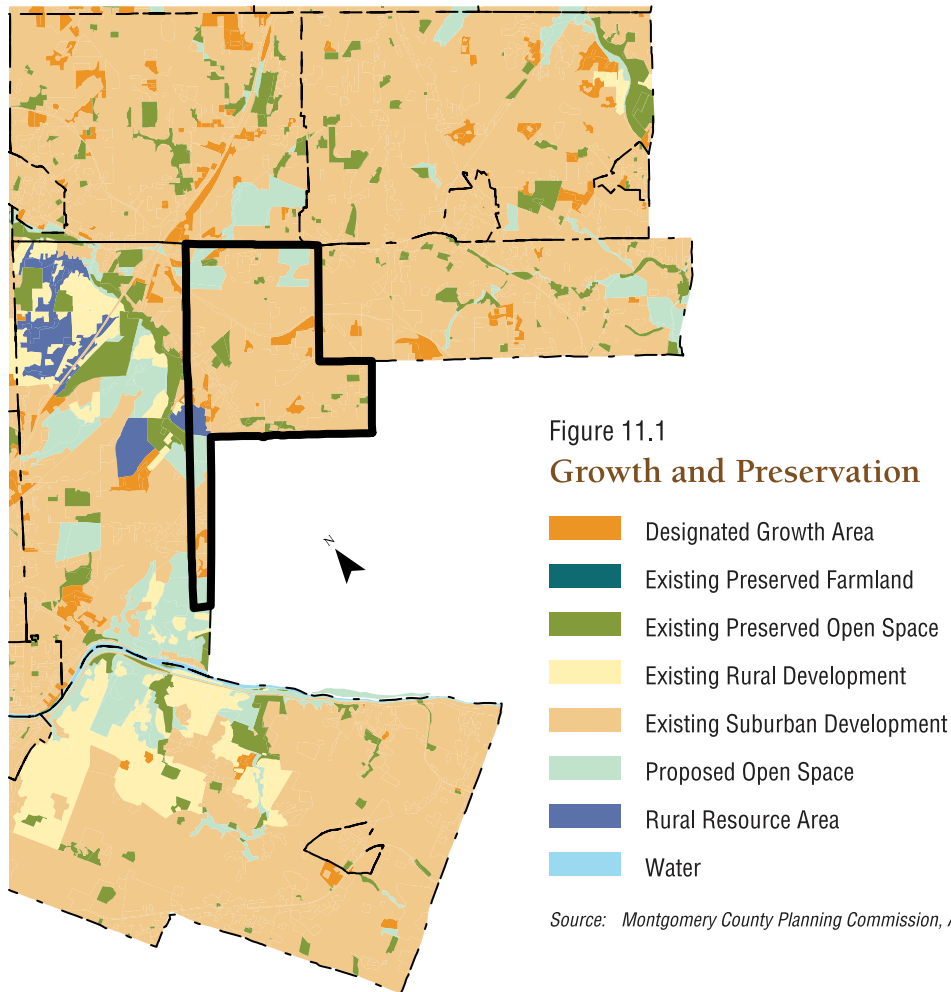 Figure 11.1
Growth and Preservation
N
Designated Growth Area
Existing Preserved Farmland
Existing Preserved Open Space
Existing Rural Development
Existing Suburban Development
Proposed Open Space
Rural Resource Area
Water
Source: Montgomery County Planning Commission,